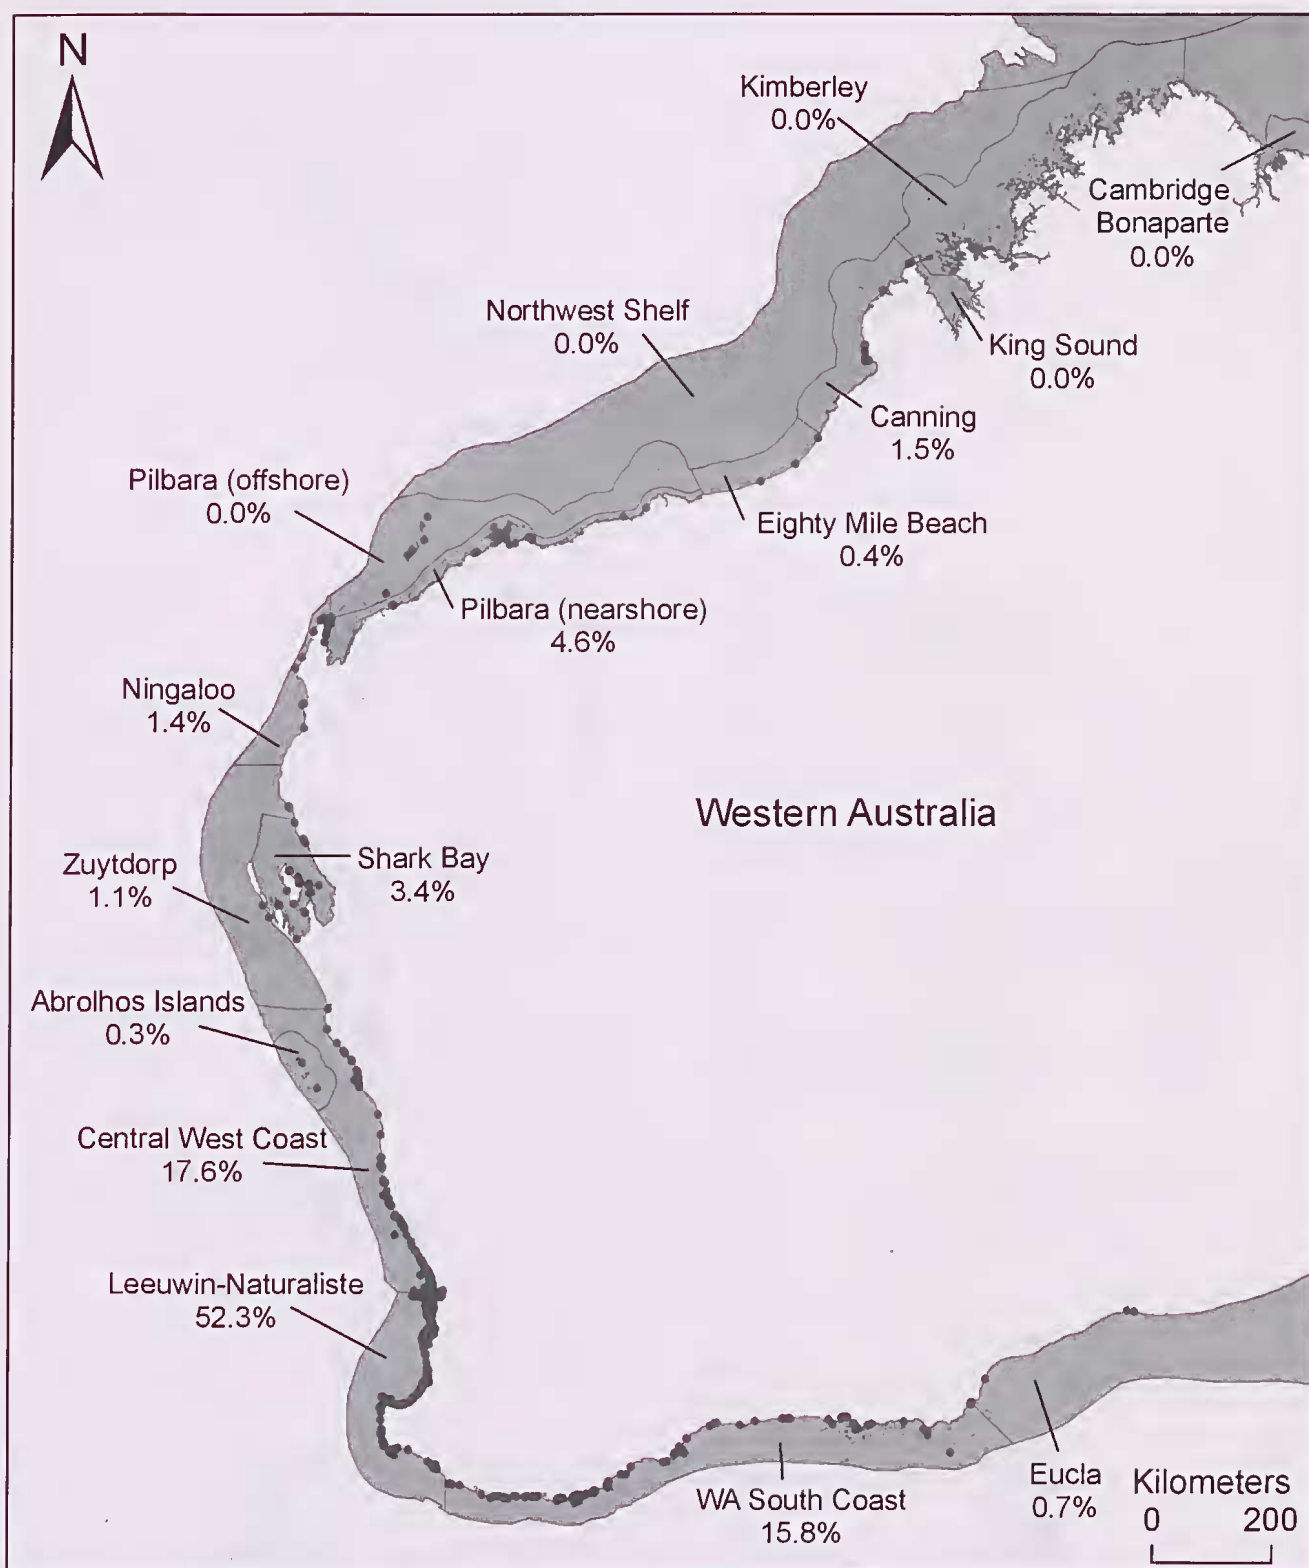 N
Kimberley
0.0%
Cambridge
Bonaparte
0.0%
Northwest Shelf
0.0%
King Sound
0.0%
Canning
1.5%
Pilbara (offshore)
0.0%
Eighty Mile Beach
0.4%
Pilbara (nearshore)
4.6%
Ningaloo
1.4%
Western Australia
Shark Bay
3.4%
Zuytdorp
1.1%
Abrolhos Islands
0.3%
Central West Coast
17.6%
Leeuwin-Naturaliste
52.3%
WA South Coast
15.8%
Eucla
0.7%
Kilometers
0 200